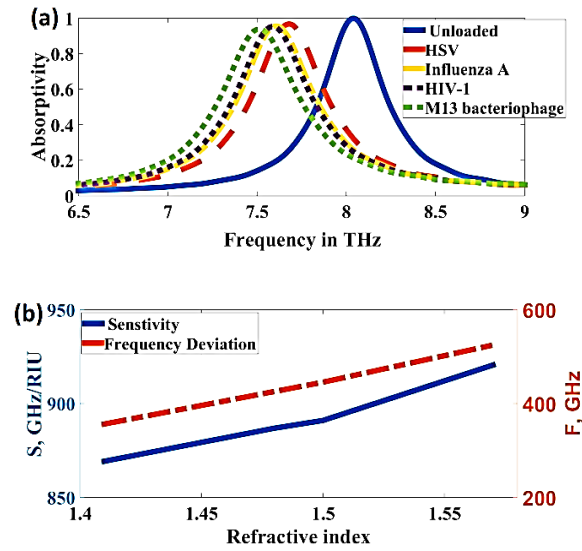 (a)
Absorptivity
1
0.8
0.6
0.4
0.2
0
Unloaded
HSV
Influenza A
HIV-1
M13 bacteriophage
6.5 7 7.5 8 8.5 9
Frequency in THz
(b)
S, GHz/RIU
950
900
850
Senstivity
Frequency Deviation
600
400
200
F, GHz
1.4 1.45 1.5 1.55
Refractive index